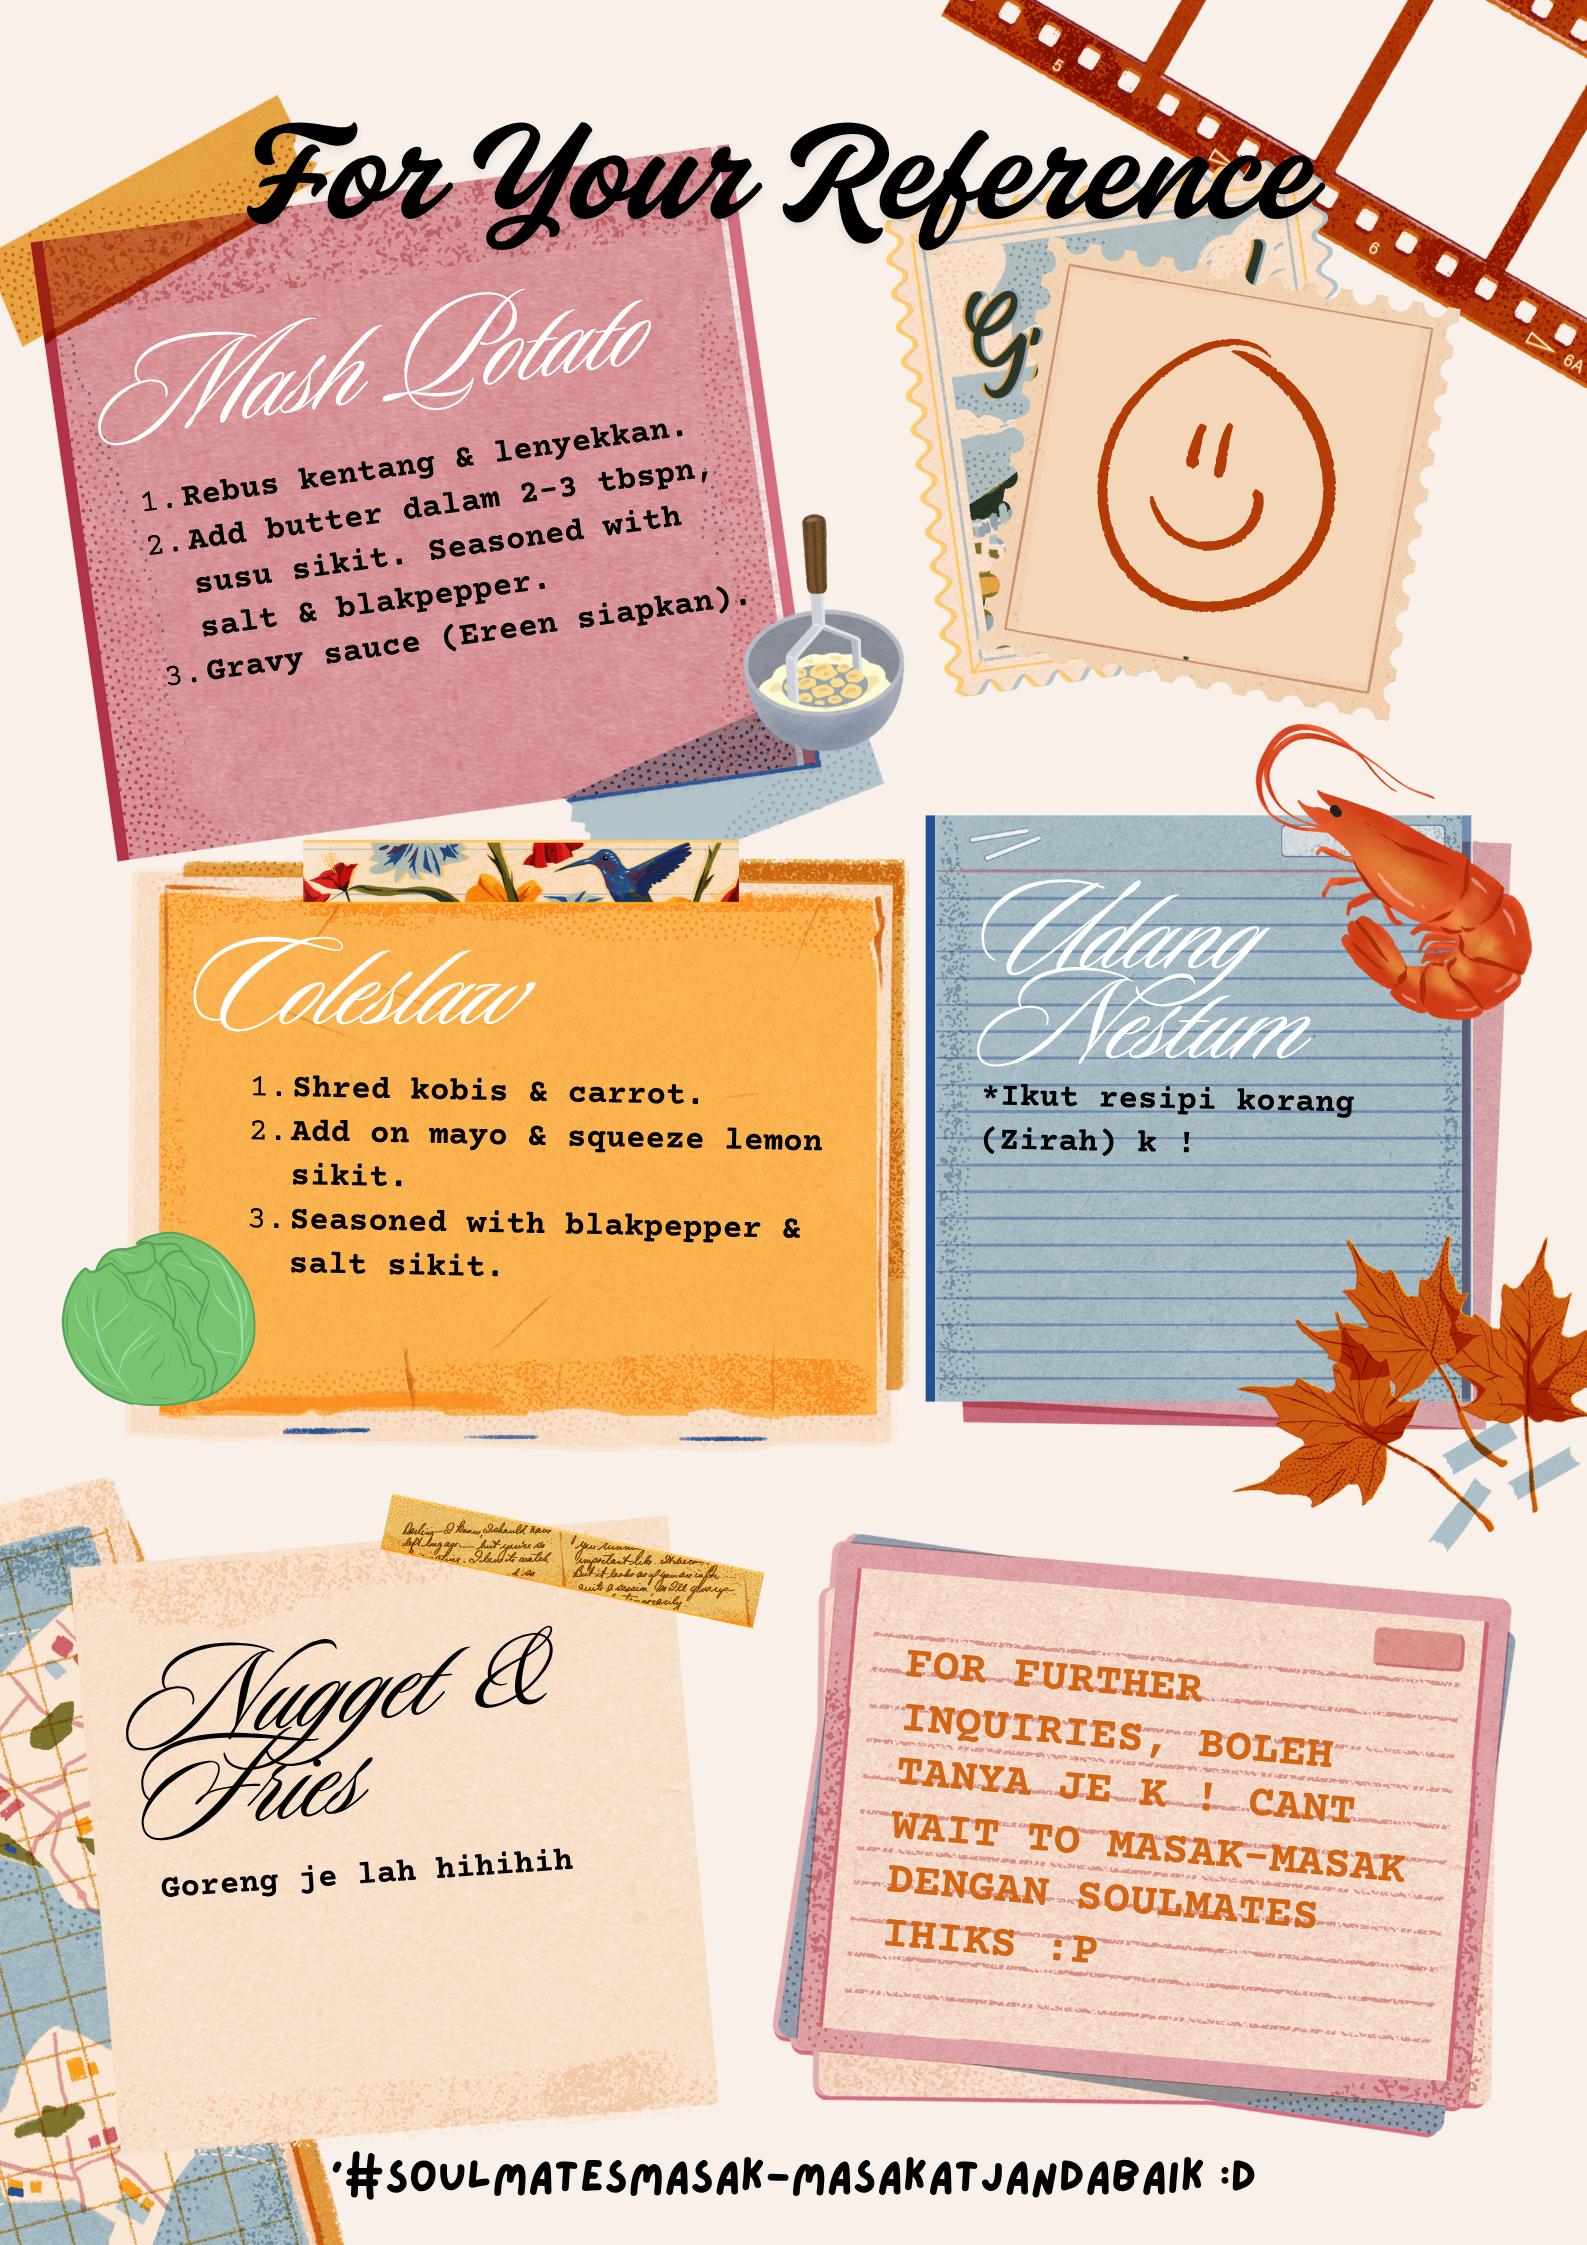 For Your Reference
G
Mash Potato
1. Rebus kentang & lenyekkan.
2. Add butter dalam 2-3 tbspn,
susu sikit. Seasoned with
salt & blakpepper.
3. Gravy sauce (Ereen siapkan).
5
6
6A
Coleslaw
1. Shred kobis & carrot.
2. Add on mayo & squeeze lemon
sikit.
3. Seasoned with blakpepper &
salt sikit.
Udang
Nestum
*Ikut resipi korang
(Zirah) k !
Nugget &
Fries
Goreng je lah hihihih
FOR FURTHER
INQUIRIES, BOLEH
TANYA JE K ! CANT
WAIT TO MASAK-MASAK
DENGAN SOULMATES
IHIKS :P
'#SOULMATESMASAK-MASAKATJANDABAIK :D